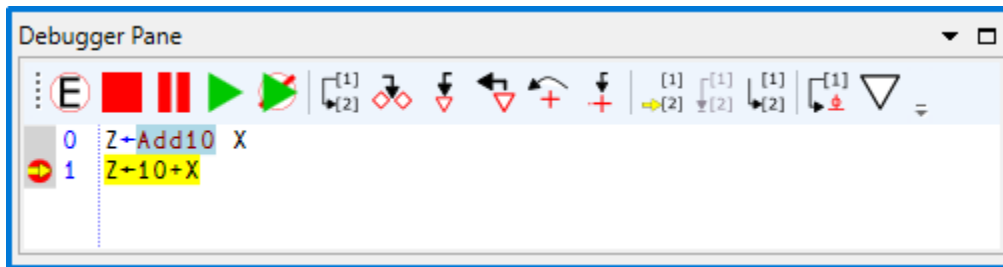 Debugger Pane
E [1] [2] [1] [2] [1] [2] [1] [2] [1]
0 Z←Add10 X
1 Z←10+X